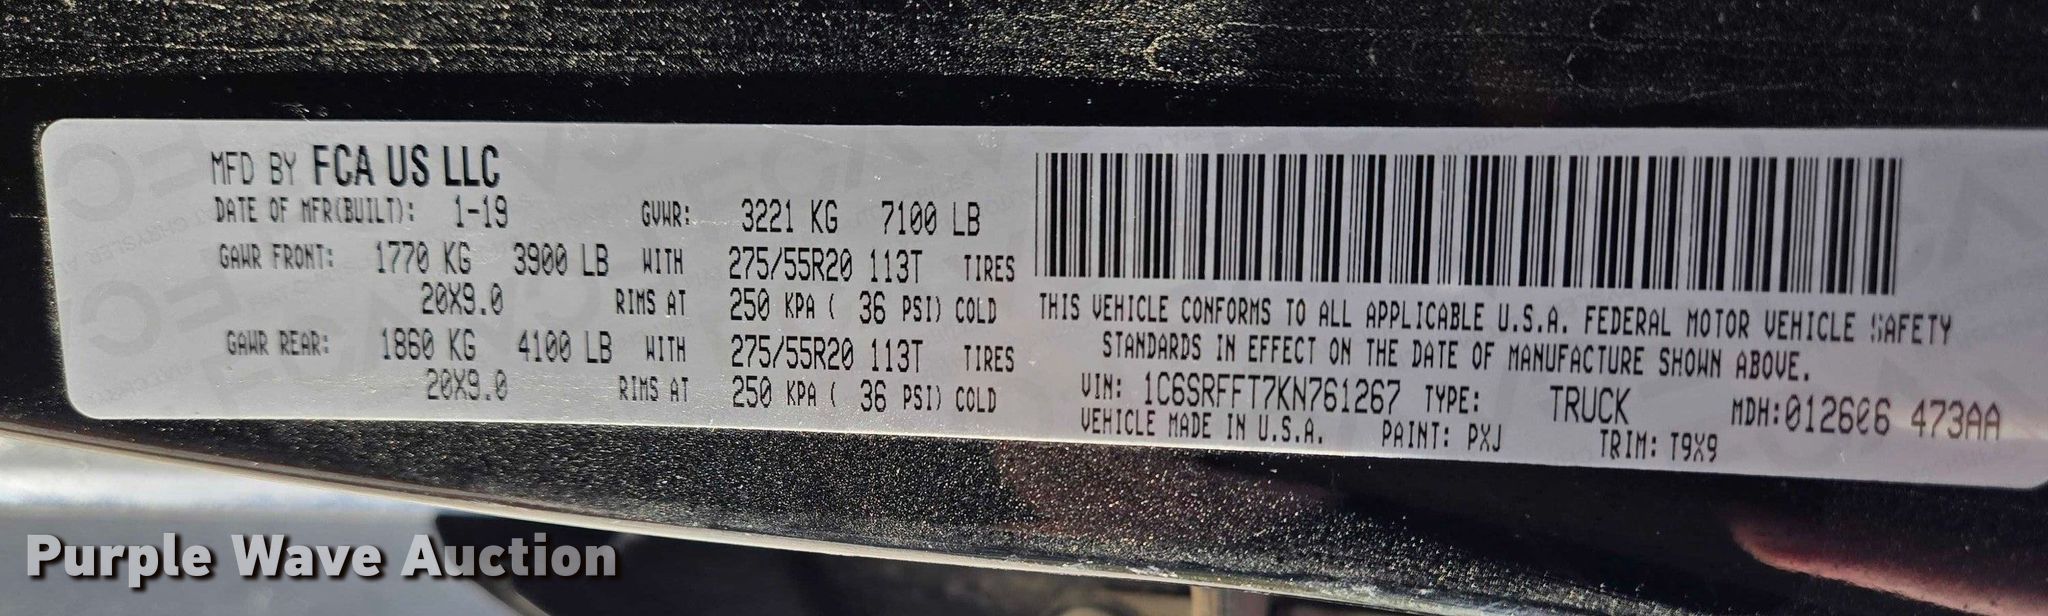 MFD BY FCA US LLC
DATE OF MFR(BUILT): 1-19 GVWR: 3221 KG 7100 LB
GAWR FRONT: 1770 KG 3900 LB WITH 275/55R20 113T TIRES
20X9.0 RIMS AT 250 KPA ( 36 PSI) COLD
GAWR REAR: 1860 KG 4100 LB WITH 275/55R20 113T TIRES
20X9.0 RIMS AT 250 KPA ( 36 PSI) COLD
THIS VEHICLE CONFORMS TO ALL APPLICABLE U.S.A. FEDERAL MOTOR VEHICLE SAFETY
STANDARDS IN EFFECT ON THE DATE OF MANUFACTURE SHOWN ABOVE.
VIN: 1C6SRFFT7KN761267 TYPE: TRUCK MDH:012606 473AA
VEHICLE MADE IN U.S.A. PAINT: PXJ TRIM: T9X9
Purple Wave Auction